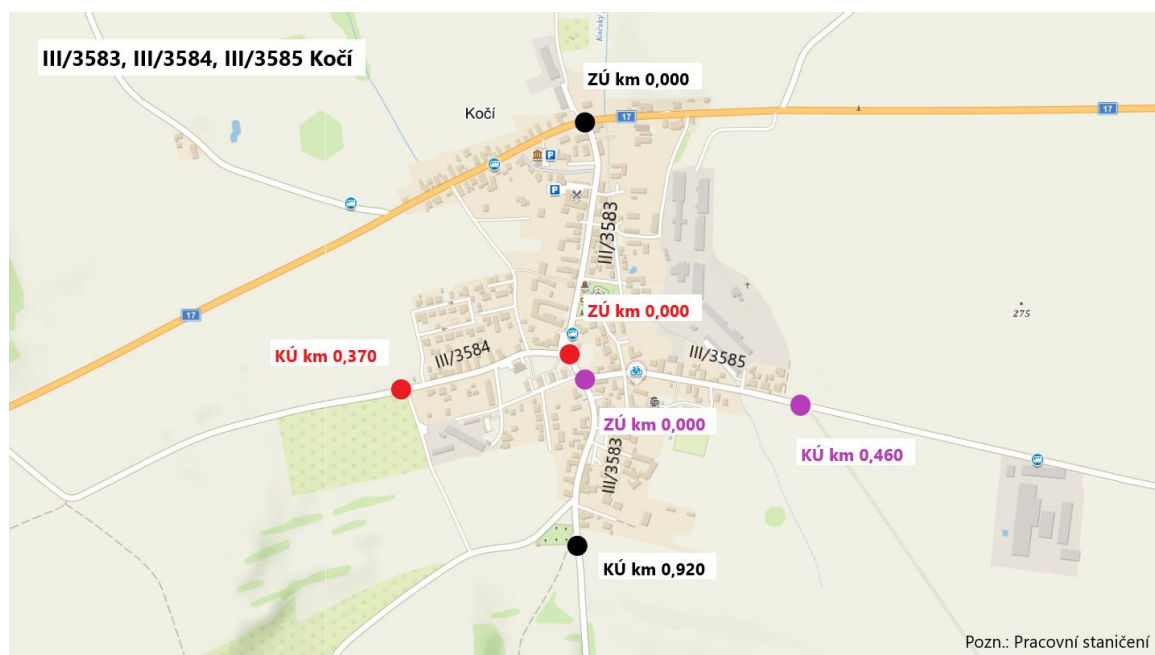 III/3583, III/3584, III/3585 Kočí
Kočský
ZÚ km 0,000
Kočí
17
17
P
P
III/3583
ZÚ km 0,000
17
275
KÚ km 0,370
III/3584
III/3585
ZÚ km 0,000
KÚ km 0,460
III/3583
KÚ km 0,920
Pozn.: Pracovní staničení